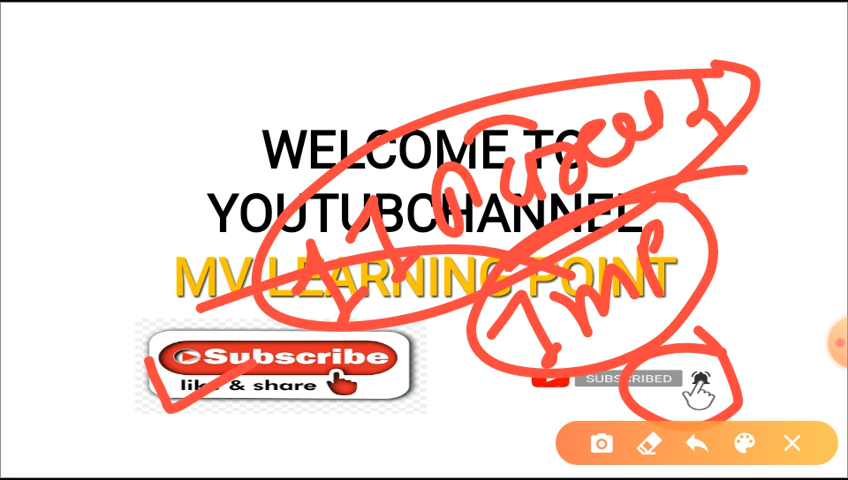 WELCOME TO
YOUTUBCHANNEL
MV LEARNING POINT
Imp
Subscribe
like & share
SUBSCRIBED